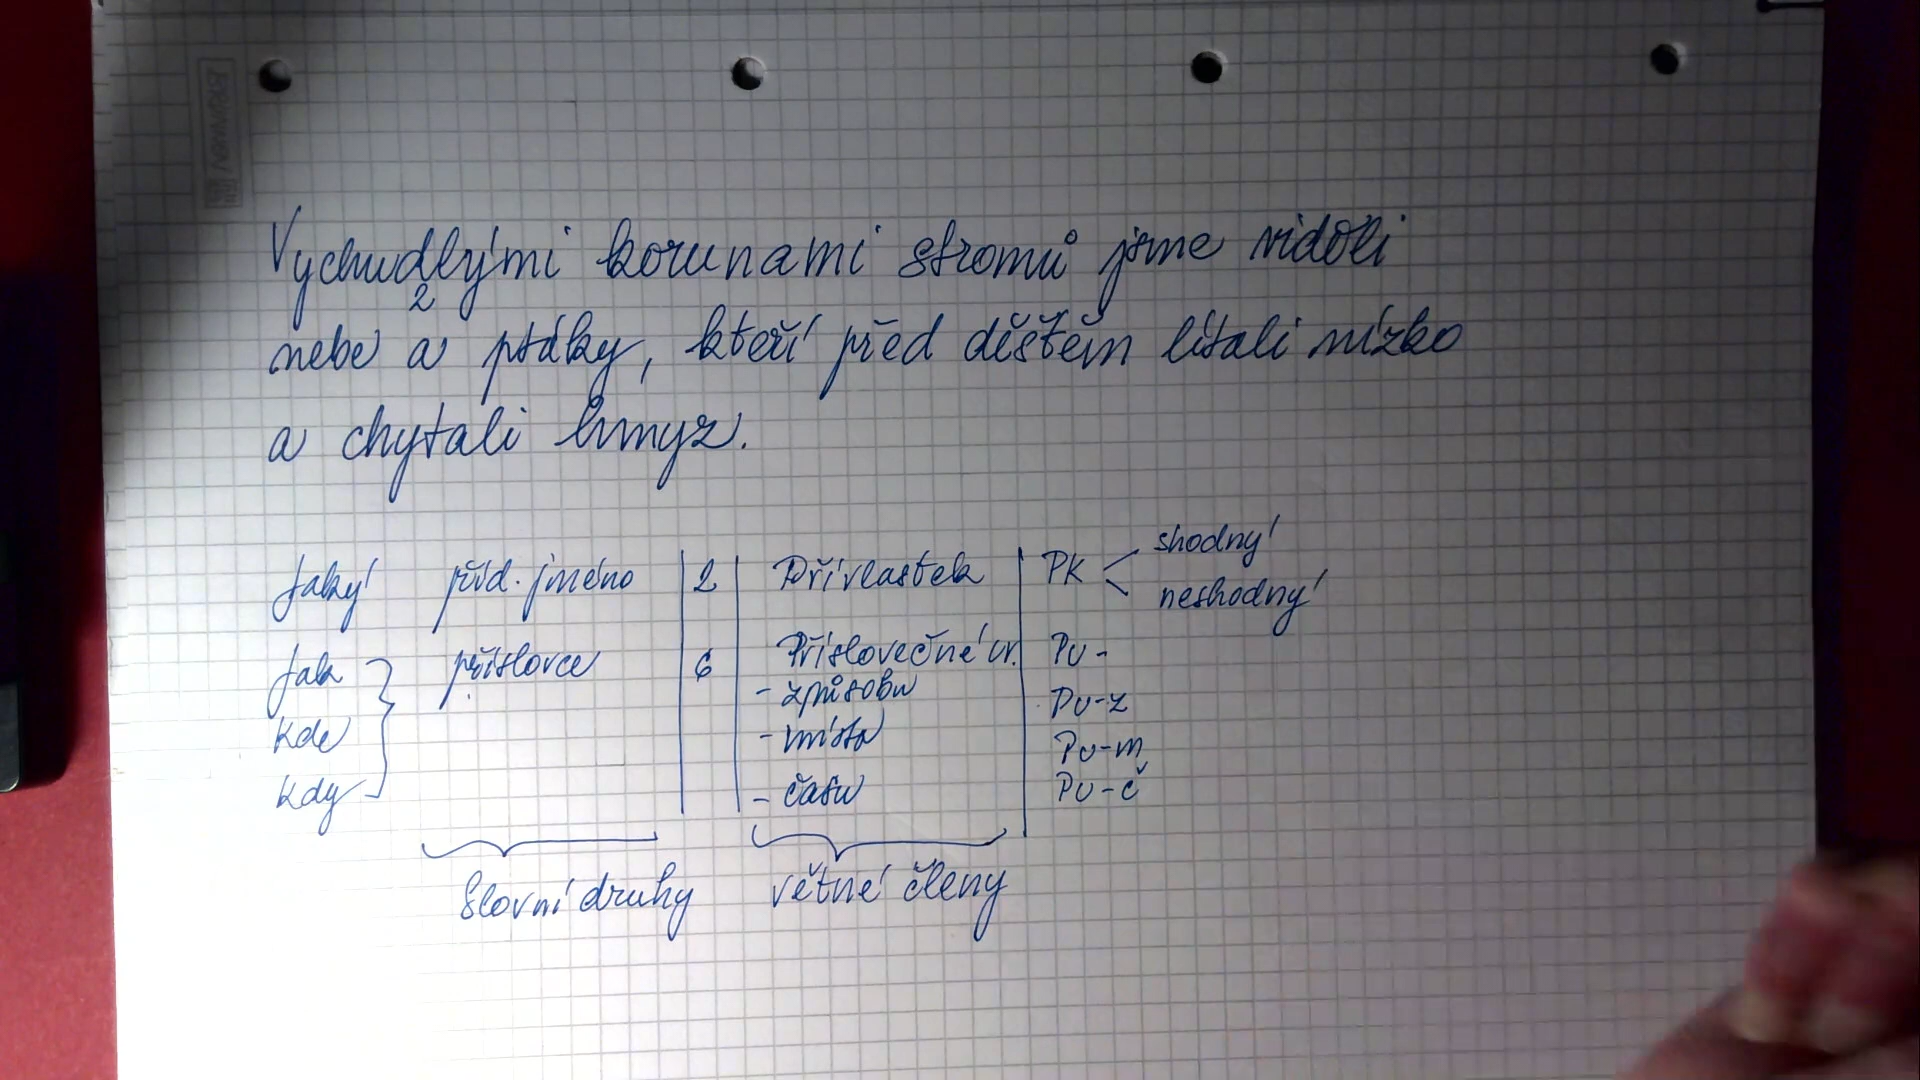 Vychudlými korunami stromů jsme viděli
2
nebe a ptáky, kteří před deštěm lítali nízko
a chytali hmyz.
Jaký příd. jméno 2 Přívlastek PK shodný
neshodný
Jak příslovce 6 Příslovečné ur. PU -
- způsobu PU-z
kde - místa PU-m
kdy - času PU-č
Slovní druhy větné členy